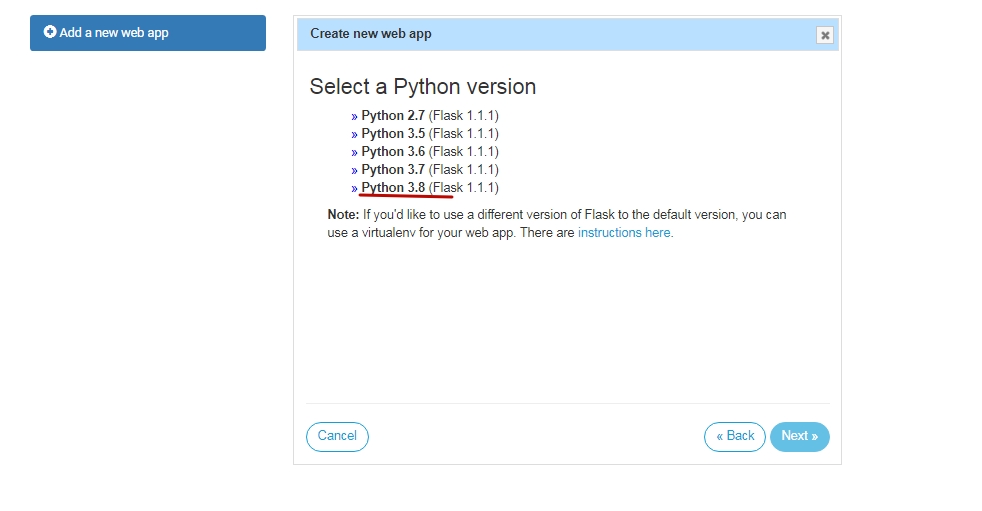 Add a new web app
Create new web app
Select a Python version
» Python 2.7 (Flask 1.1.1)
» Python 3.5 (Flask 1.1.1)
» Python 3.6 (Flask 1.1.1)
» Python 3.7 (Flask 1.1.1)
» Python 3.8 (Flask 1.1.1)
Note: If you'd like to use a different version of Flask to the default version, you can
use a virtualenv for your web app. There are instructions here.
Cancel
« Back
Next »